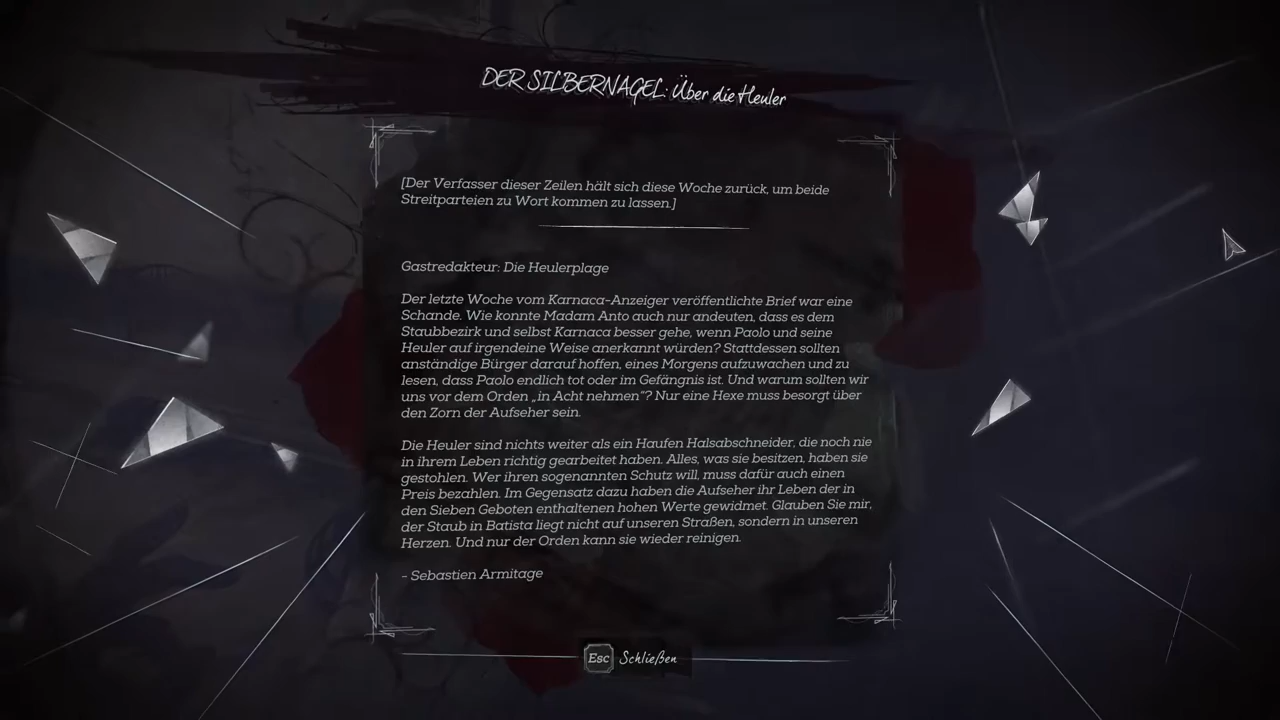 DER SILBERNAGEL: Über die Heuler
[Der Verfasser dieser Zeilen hält sich diese Woche zurück, um beide
Streitparteien zu Wort kommen zu lassen.]
Gastredakteur: Die Heulerplage
Der letzte Woche vom Karnaca-Anzeiger veröffentlichte Brief war eine
Schande. Wie konnte Madam Anto auch nur andeuten, dass es dem
Staubbezirk und selbst Karnaca besser gehe, wenn Paolo und seine
Heuler auf irgendeine Weise anerkannt würden? Stattdessen sollten
anständige Bürger darauf hoffen, eines Morgens aufzuwachen und zu
lesen, dass Paolo endlich tot oder im Gefängnis ist. Und warum sollten wir
uns vor dem Orden „in Acht nehmen“? Nur eine Hexe muss besorgt über
den Zorn der Aufseher sein.
Die Heuler sind nichts weiter als ein Haufen Halsabschneider, die noch nie
in ihrem Leben richtig gearbeitet haben. Alles, was sie besitzen, haben sie
gestohlen. Wer ihren sogenannten Schutz will, muss dafür auch einen
Preis bezahlen. Im Gegensatz dazu haben die Aufseher ihr Leben der in
den Sieben Geboten enthaltenen hohen Werte gewidmet. Glauben Sie mir,
der Staub in Batista liegt nicht auf unseren Straßen, sondern in unseren
Herzen. Und nur der Orden kann sie wieder reinigen.
- Sebastien Armitage
Esc Schließen